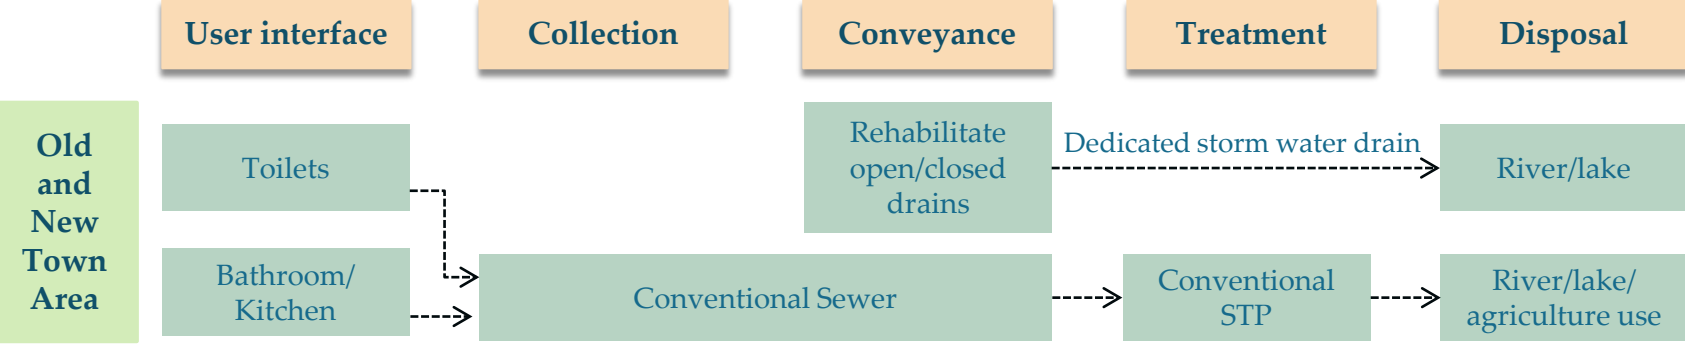 User interface
Collection
Conveyance
Treatment
Disposal
Old
and
New
Town
Area
Toilets
Rehabilitate
open/closed
drains
Dedicated storm water drain
River/lake
Bathroom/
Kitchen
Conventional Sewer
Conventional
STP
River/lake/
agriculture use